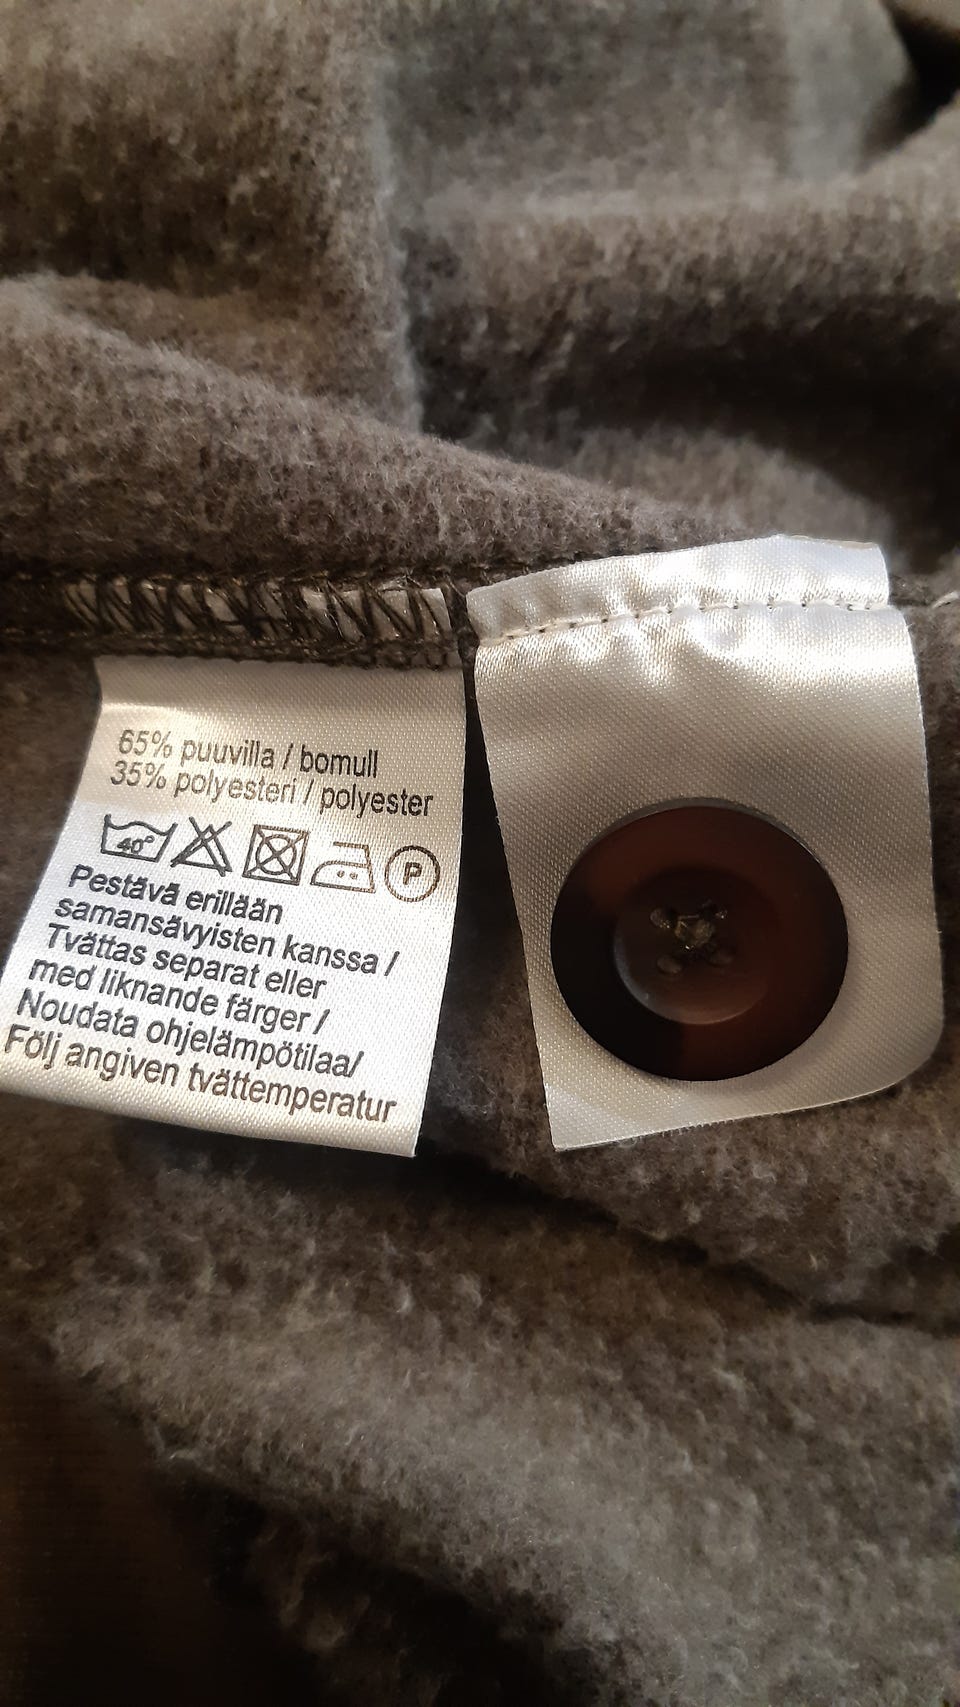 65% puuvilla / bomull
35% polyesteri / polyester
40° P
Pestävä erillään
samansävyisten kanssa /
Tvättas separat eller
med liknande färger /
Noudata ohjelämpötilaa/
Följ angiven tvättemperatur